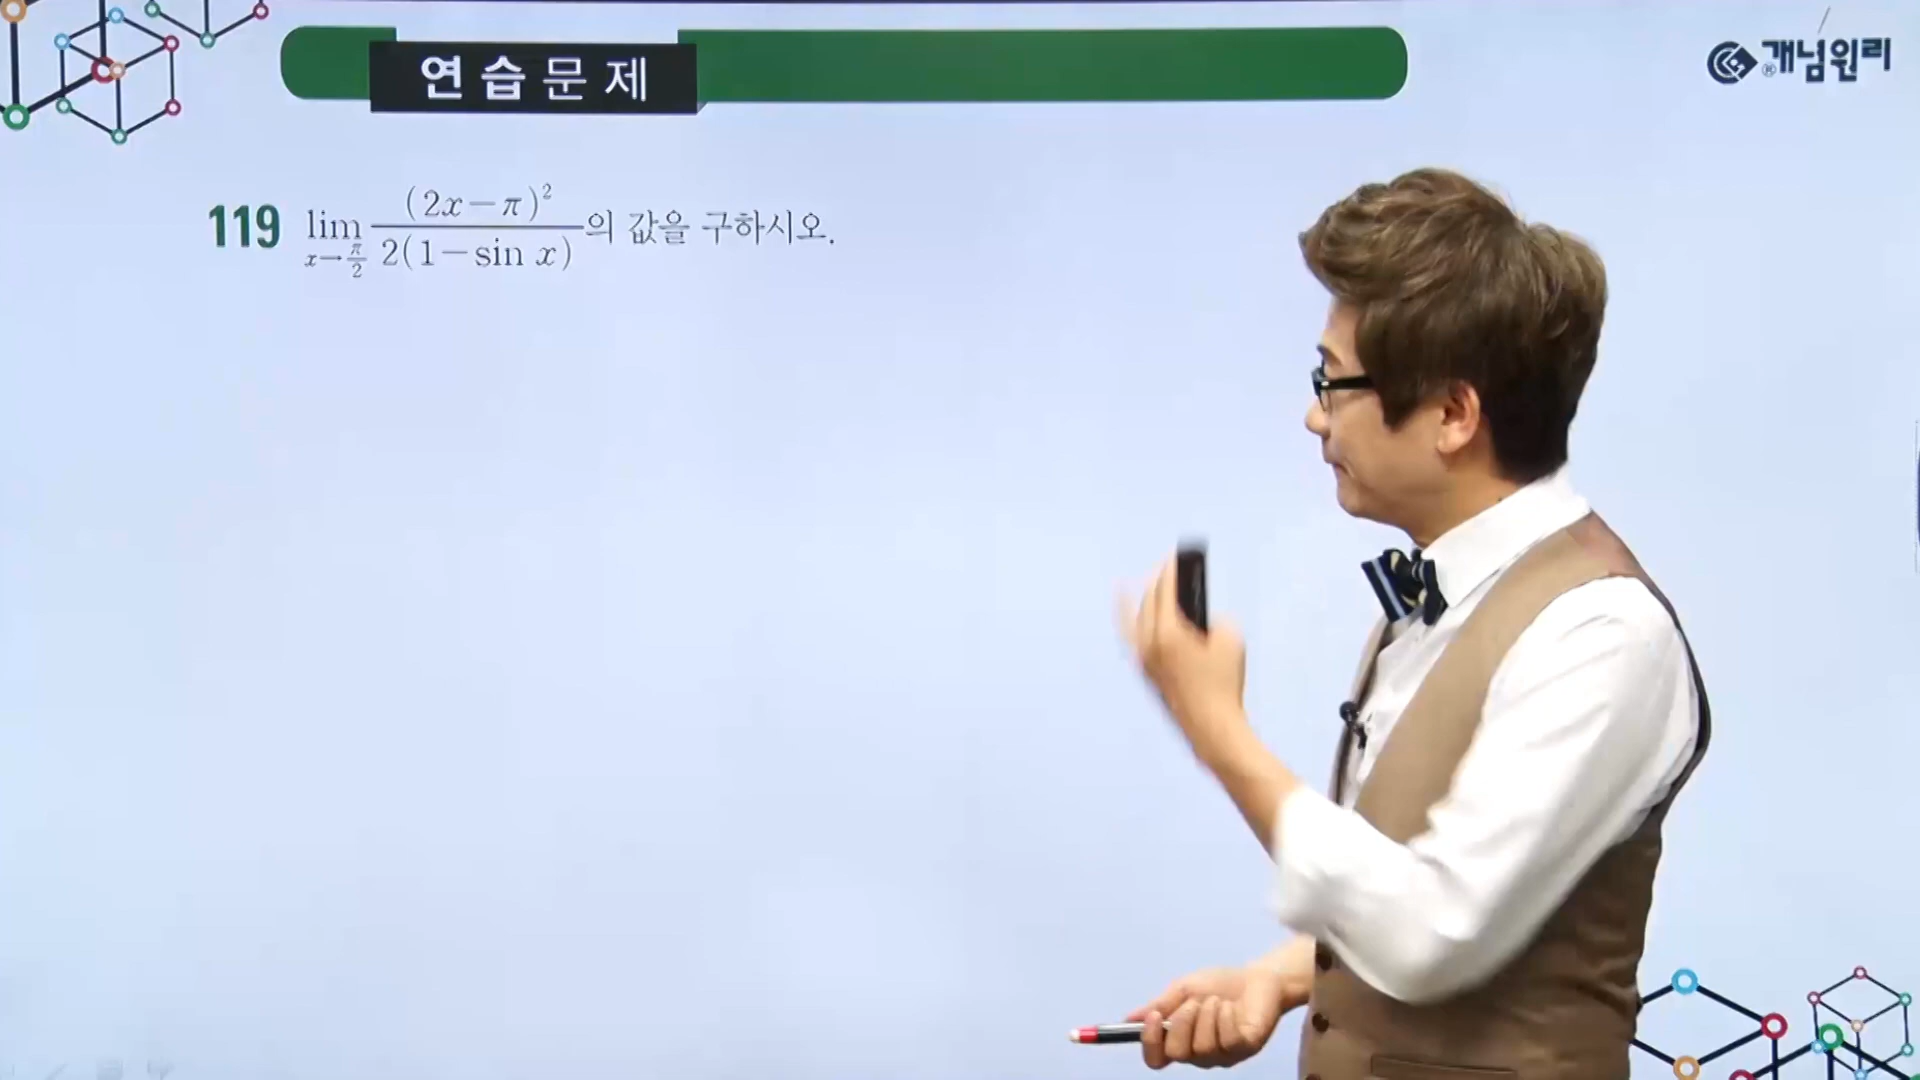 연습문제
개념원리
119 lim x→π/2 (2x−π)²/2(1−sin x)의 값을 구하시오.